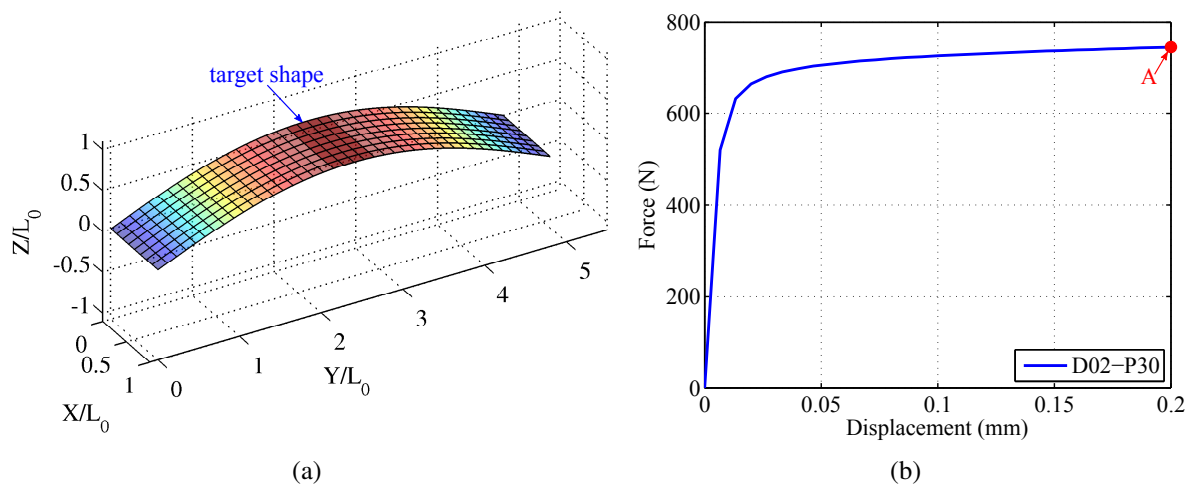 target shape
1
0.5
0
-0.5
-1
Z/L0
0
0.5
1
X/L0
0
1
2
3
4
5
Y/L0
(a)
800
600
400
200
0
Force (N)
A
D02−P30
0
0.05
0.1
0.15
0.2
Displacement (mm)
(b)